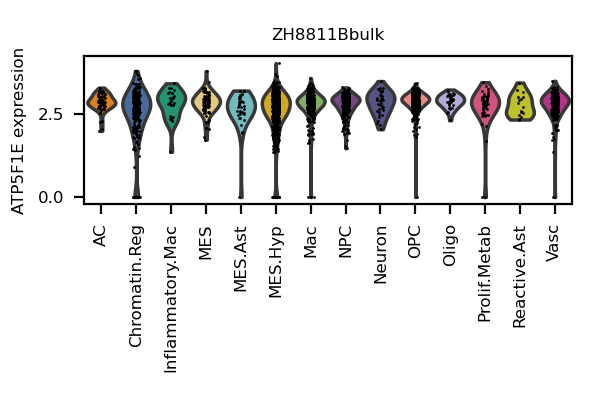 ZH8811Bbulk
ATP5F1E expression
2.5
0.0
AC
Chromatin.Reg
Inflammatory.Mac
MES
MES.Ast
MES.Hyp
Mac
NPC
Neuron
OPC
Oligo
Prolif.Metab
Reactive.Ast
Vasc